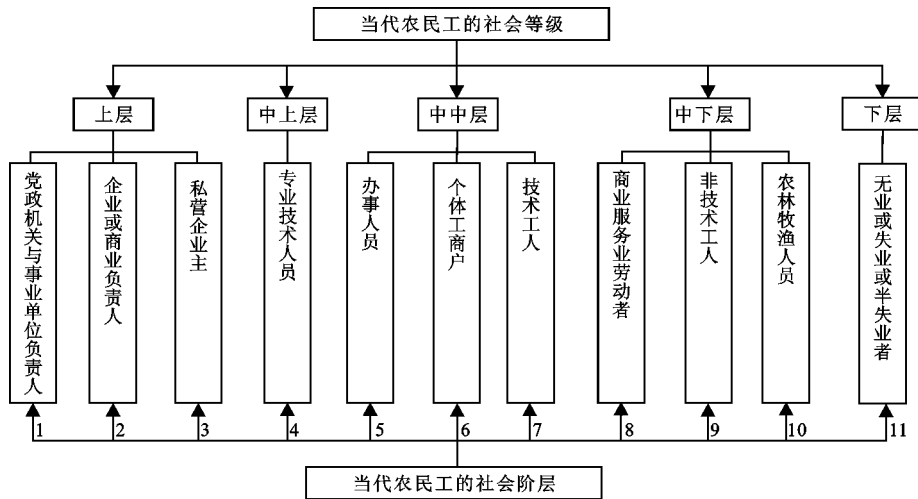 当代农民工的社会等级
上层
中上层
中中层
中下层
下层
党政机关与事业单位负责人
企业或商业负责人
私营企业主
专业技术人员
办事人员
个体工商户
技术工人
商业服务业劳动者
非技术工人
农林牧渔人员
无业或失业或半失业者
1
2
3
4
5
6
7
8
9
10
11
当代农民工的社会阶层